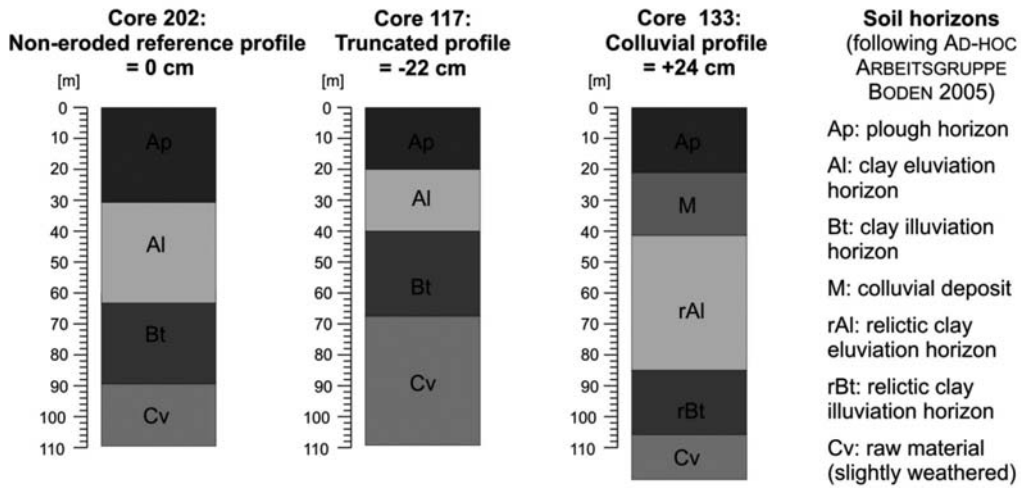 Core 202:
Non-eroded reference profile
= 0 cm
[m]
0
10
20
30
40
50
60
70
80
90
100
110
Ap
Al
Bt
Cv
Core 117:
Truncated profile
= -22 cm
[m]
0
10
20
30
40
50
60
70
80
90
100
110
Ap
Al
Bt
Cv
Core 133:
Colluvial profile
= +24 cm
[m]
0
10
20
30
40
50
60
70
80
90
100
110
Ap
M
rAl
rBt
Cv
Soil horizons
(following AD-HOC
ARBEITSGRUPPE
BODEN 2005)
Ap: plough horizon
Al: clay eluviation
horizon
Bt: clay illuviation
horizon
M: colluvial deposit
rAl: relictic clay
eluviation horizon
rBt: relictic clay
illuviation horizon
Cv: raw material
(slightly weathered)